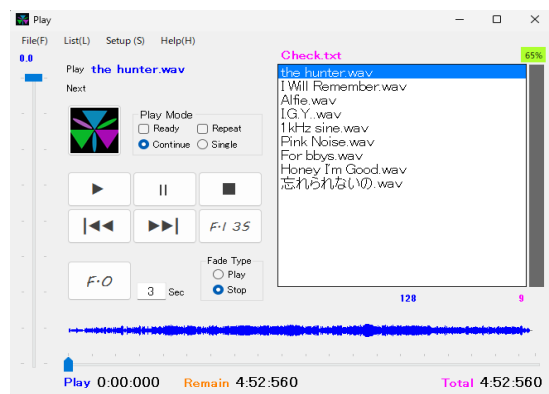 Play
File(F) List(L) Setup (S) Help(H)
0.0
Play the hunter.wav
Next
Check.txt
65%
Play Mode
Ready Repeat
Continue Single
the hunter.wav
I Will Remember.wav
Alfie.wav
I.G.Y..wav
1kHz sine.wav
Pink Noise.wav
For bbys.wav
Honey I'm Good.wav
忘れられないの.wav
F·I 3S
F·O
3 Sec
Fade Type
Play
Stop
128 9
Play 0:00:000 Remain 4:52:560 Total 4:52:560